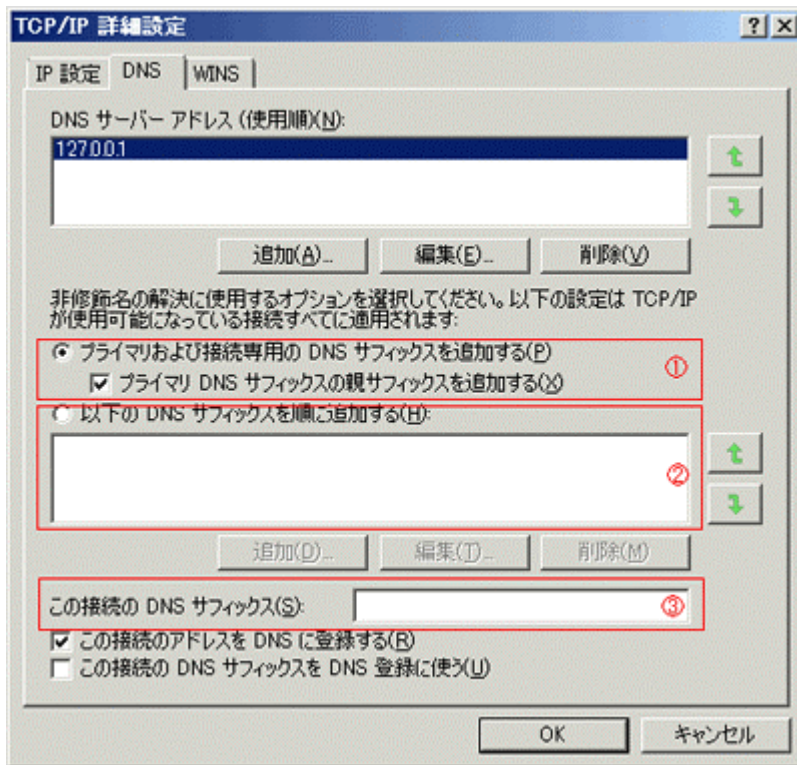 TCP/IP 詳細設定
IP 設定 DNS WINS
DNS サーバー アドレス (使用順)(N):
127.0.0.1
追加(A)... 編集(E)... 削除(V)
非修飾名の解決に使用するオプションを選択してください。以下の設定は TCP/IP
が使用可能になっている接続すべてに適用されます:
プライマリおよび接続専用の DNS サフィックスを追加する(P)
①
プライマリ DNS サフィックスの親サフィックスを追加する(X)
以下の DNS サフィックスを順に追加する(H):
②
追加(D)... 編集(T)... 削除(M)
この接続の DNS サフィックス(S): ③
この接続のアドレスを DNS に登録する(R)
この接続の DNS サフィックスを DNS 登録に使う(U)
OK キャンセル